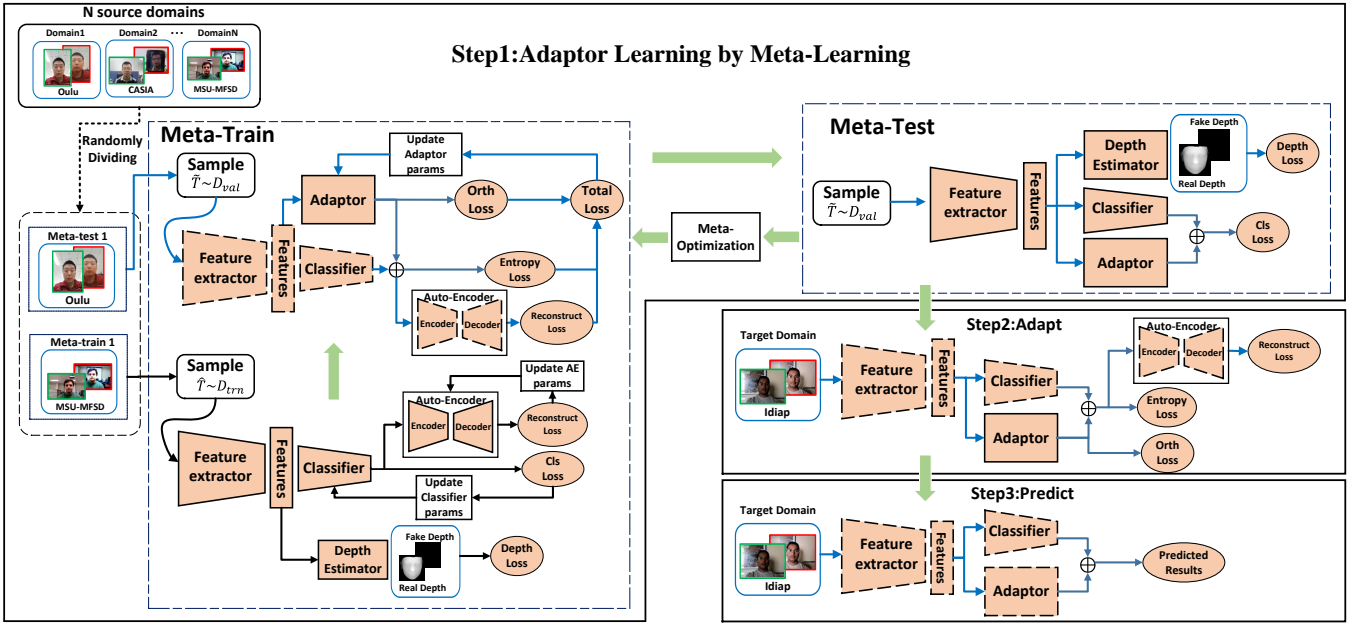 N source domains
Domain1
Domain2
...
DomainN
Oulu
CASIA
MSU-MFSD
Step1:Adaptor Learning by Meta-Learning
Randomly
Dividing
Meta-test 1
Oulu
Meta-train 1
MSU-MFSD
Meta-Train
Sample
T̃~D_val
Update
Adaptor
params
Adaptor
Orth
Loss
Total
Loss
Feature
extractor
Features
Classifier
Entropy
Loss
Auto-Encoder
Encoder
Decoder
Reconstruct
Loss
Sample
T̂~D_trn
Update AE
params
Auto-Encoder
Encoder
Decoder
Reconstruct
Loss
Feature
extractor
Features
Classifier
Cls
Loss
Update
Classifier
params
Depth
Estimator
Fake Depth
Real Depth
Depth
Loss
Meta-
Optimization
Meta-Test
Sample
T̃~D_val
Feature
extractor
Features
Depth
Estimator
Fake Depth
Real Depth
Depth
Loss
Classifier
Adaptor
Cls
Loss
Step2:Adapt
Target Domain
Idiap
Feature
extractor
Features
Classifier
Adaptor
Auto-Encoder
Encoder
Decoder
Reconstruct
Loss
Entropy
Loss
Orth
Loss
Step3:Predict
Target Domain
Idiap
Feature
extractor
Features
Classifier
Adaptor
Predicted
Results